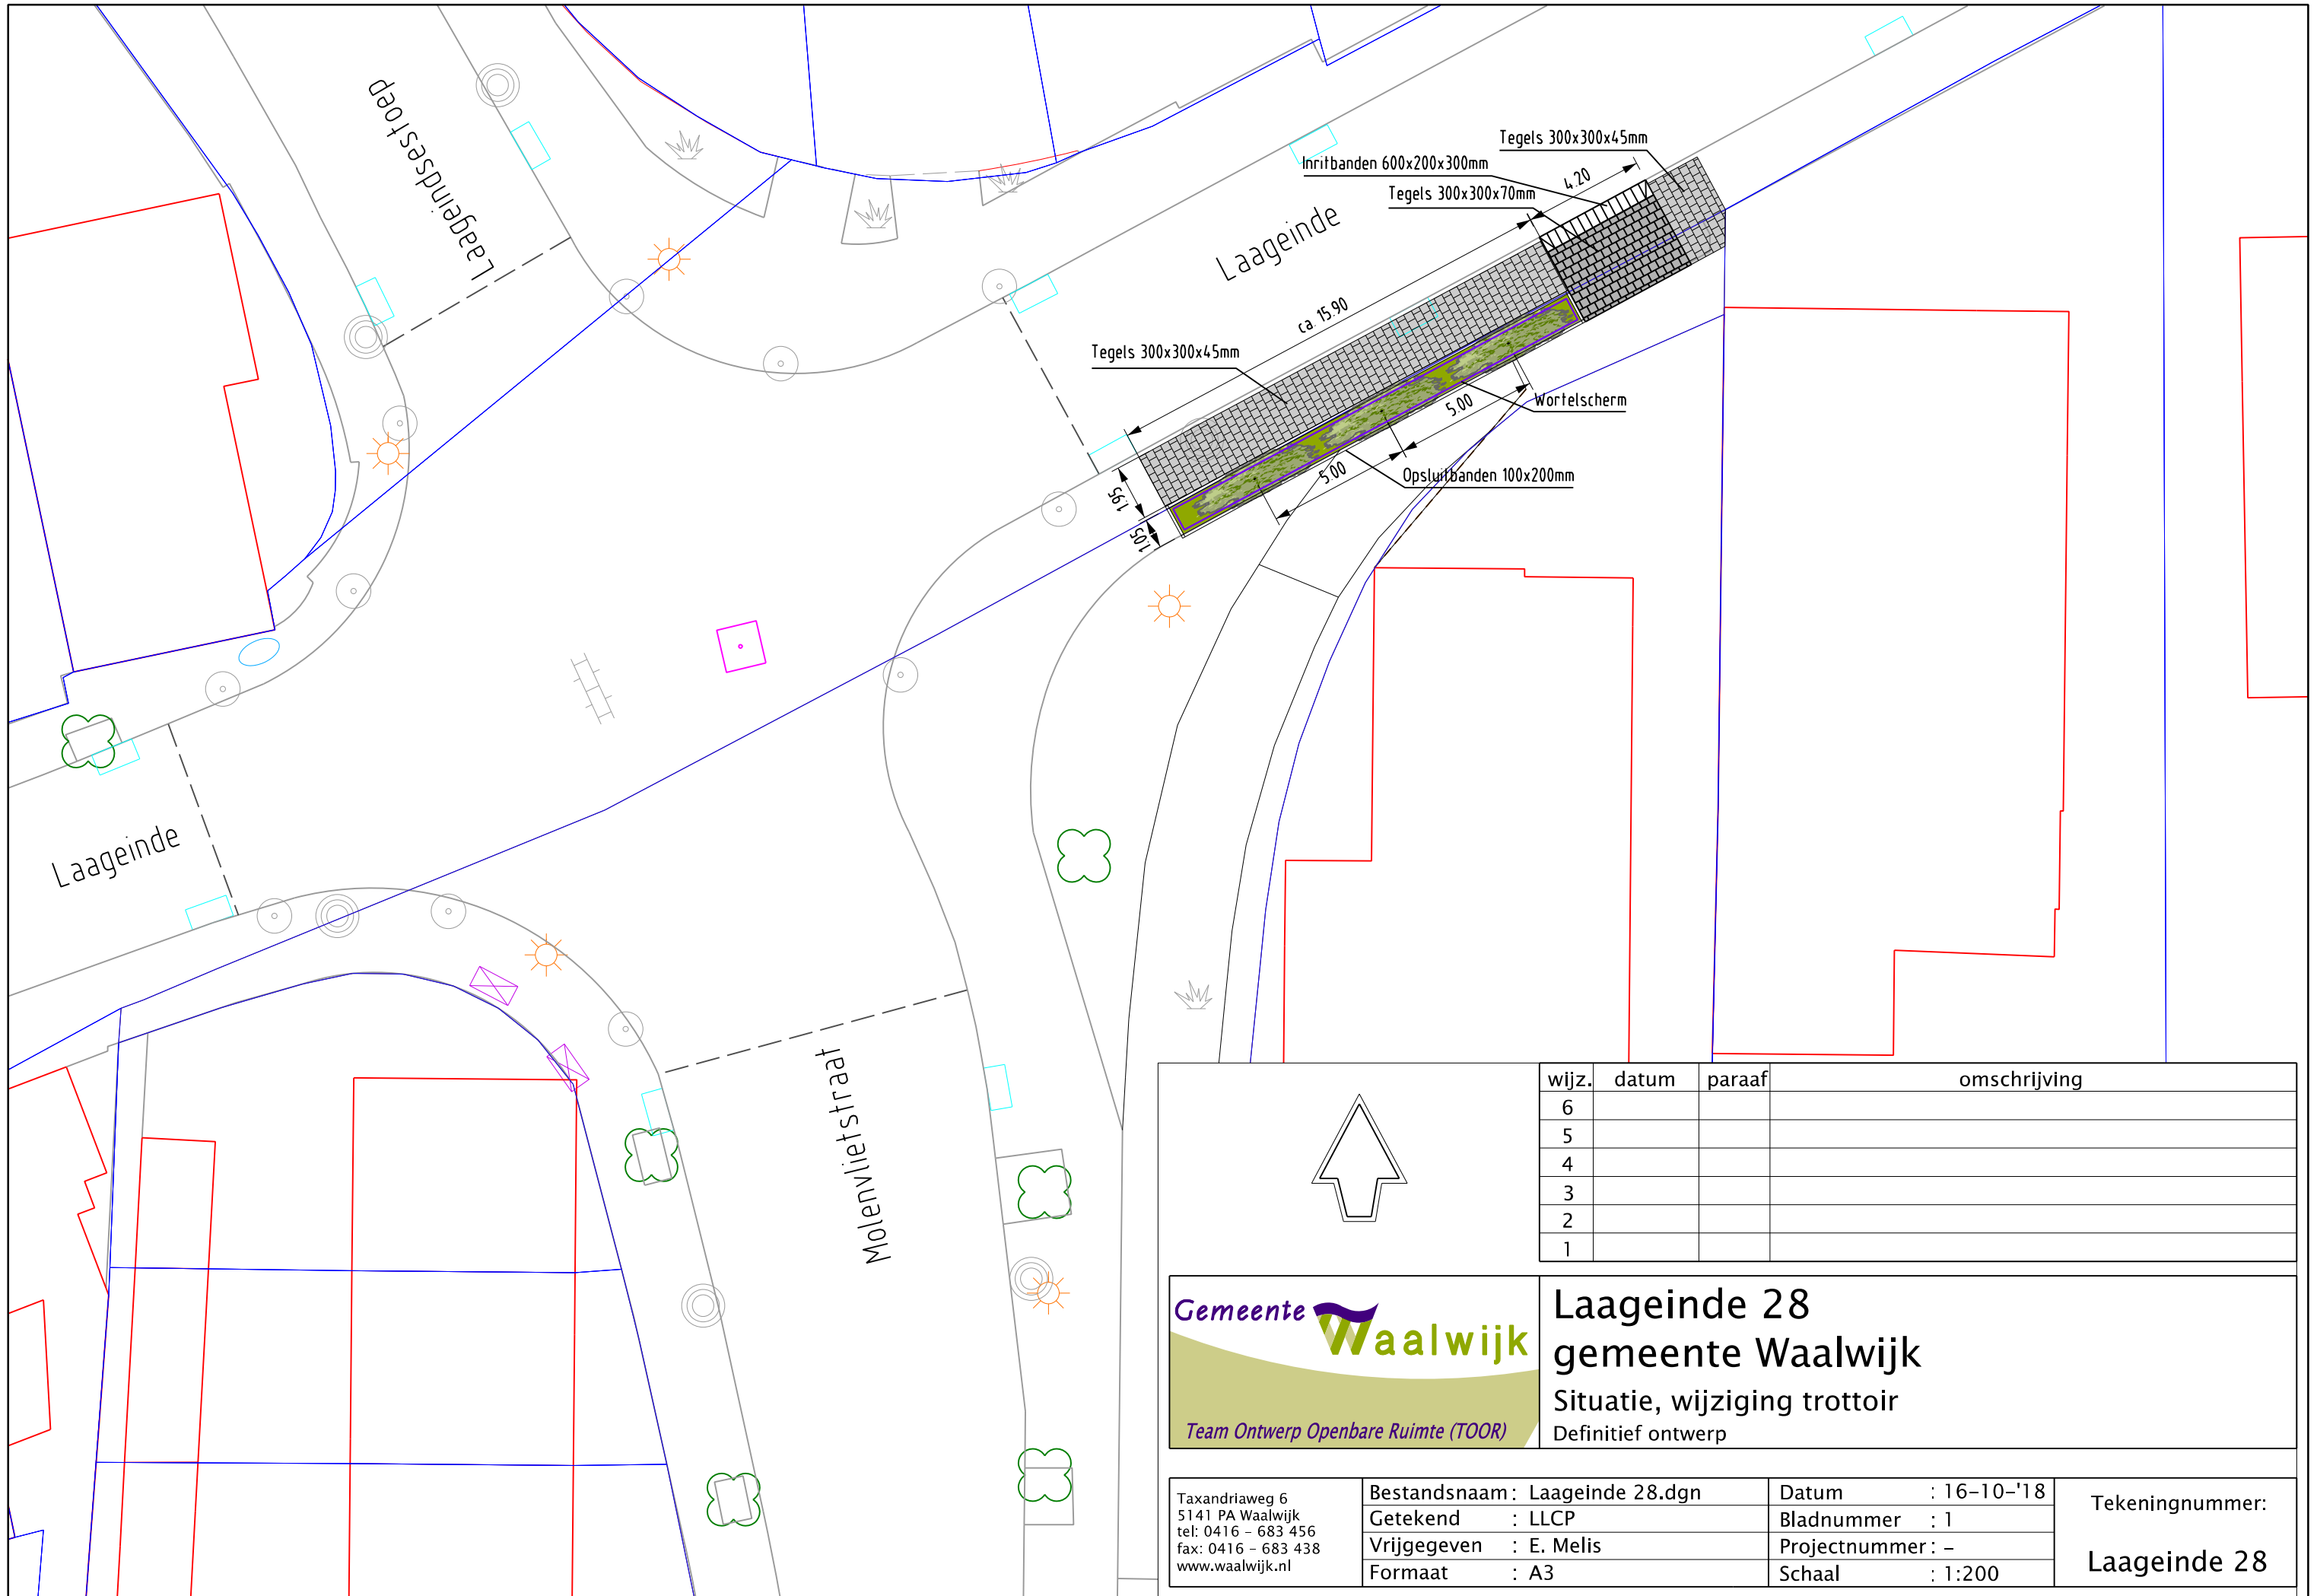 Laageindsestoep
Tegels 300x300x45mm
Inritbanden 600x200x300mm
4.20
Tegels 300x300x70mm
Laageinde
ca. 15.90
Tegels 300x300x45mm
Wortelscherm
5.00
5.00
Opsluitbanden 100x200mm
1.95
1.05
Laageinde
Molenvlietstraat
wijz. datum paraaf omschrijving
6
5
4
3
2
1
Gemeente Waalwijk
Team Ontwerp Openbare Ruimte (TOOR)
Laageinde 28
gemeente Waalwijk
Situatie, wijziging trottoir
Definitief ontwerp
Taxandriaweg 6
5141 PA Waalwijk
tel: 0416 - 683 456
fax: 0416 - 683 438
www.waalwijk.nl
Bestandsnaam : Laageinde 28.dgn
Getekend : LLCP
Vrijgegeven : E. Melis
Formaat : A3
Datum : 16-10-'18
Bladnummer : 1
Projectnummer : -
Schaal : 1:200
Tekeningnummer:
Laageinde 28